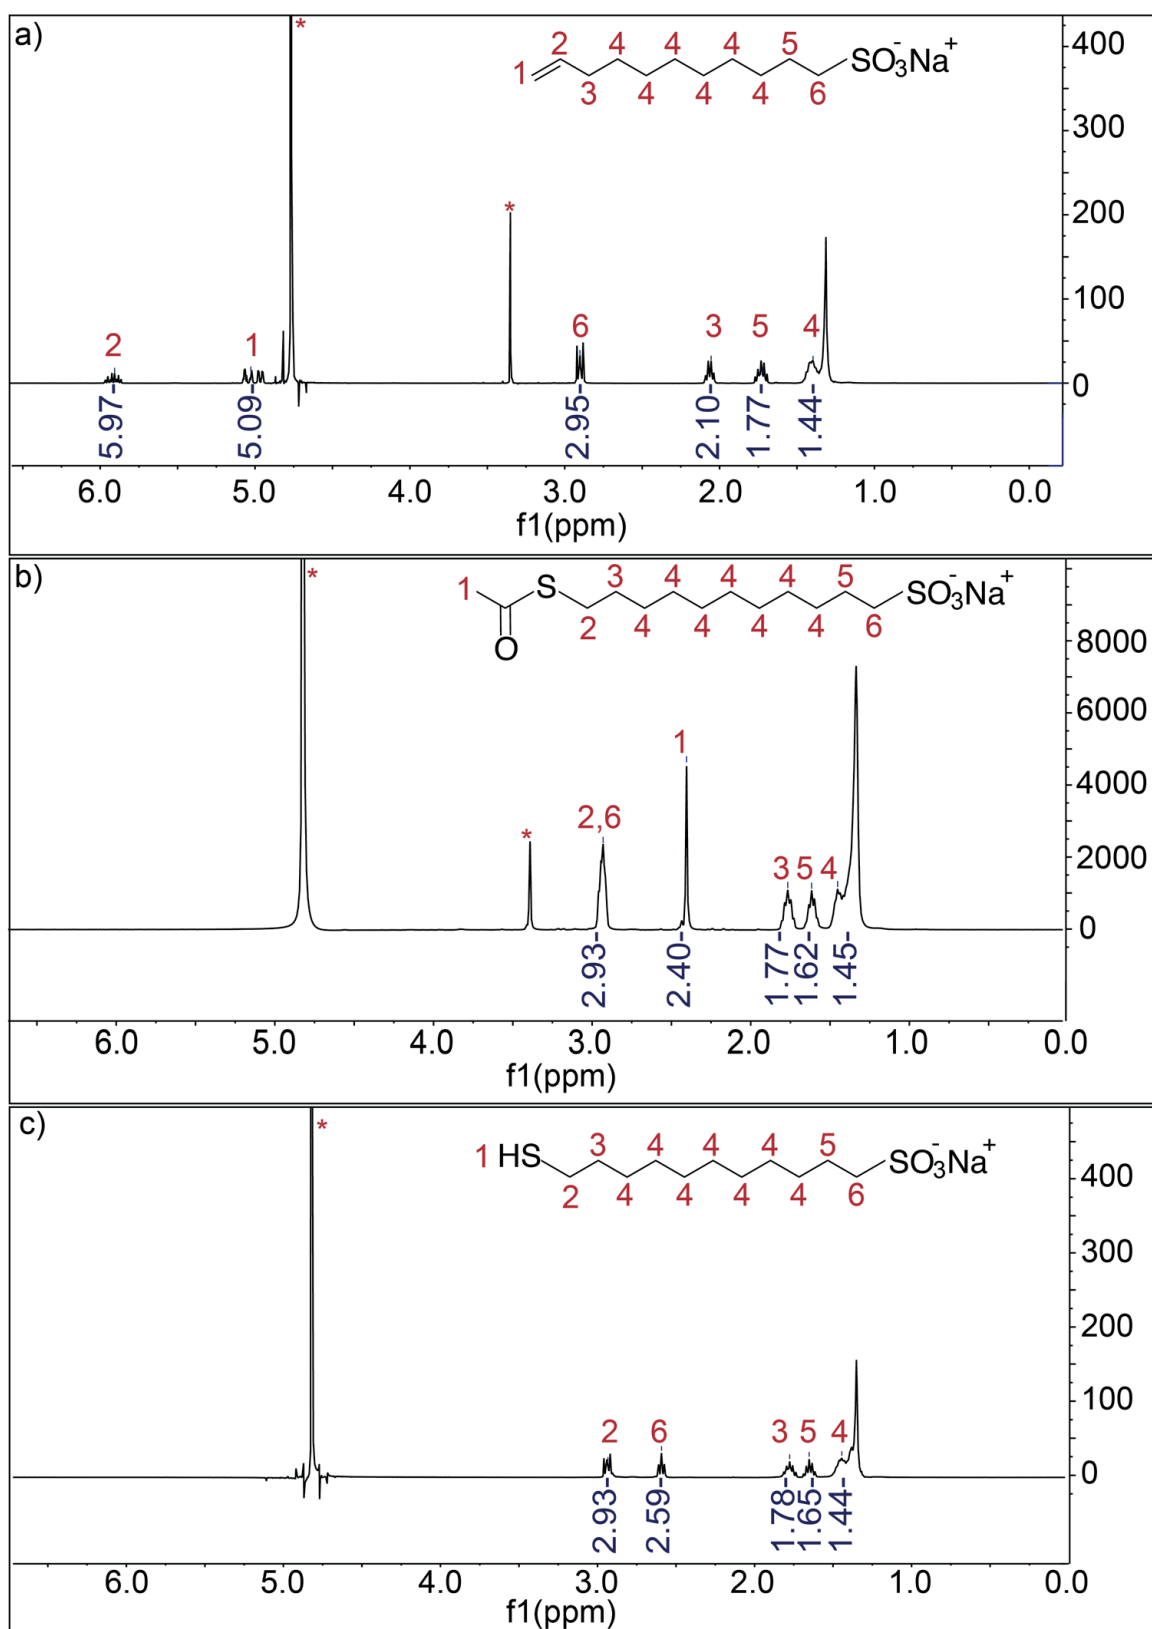 a)
*
2 4 4 4 5 SO₃⁻Na⁺
1 3 4 4 4 6
400
300
200
100
0
*
2 1 6 3 5 4
5.97 5.09 2.95 2.10 1.77 1.44
6.0 5.0 4.0 3.0 2.0 1.0 0.0
f1(ppm)
b)
*
1 S 3 4 4 4 5 SO₃⁻Na⁺
O 2 4 4 4 4 6
8000
6000
4000
2000
0
1
* 2,6 3 5 4
2.93 2.40 1.77 1.62 1.45
6.0 5.0 4.0 3.0 2.0 1.0 0.0
f1(ppm)
c)
*
1 HS 3 4 4 4 5 SO₃⁻Na⁺
2 4 4 4 4 6
400
300
200
100
0
2 6 3 5 4
2.93 2.59 1.78 1.65 1.44
6.0 5.0 4.0 3.0 2.0 1.0 0.0
f1(ppm)